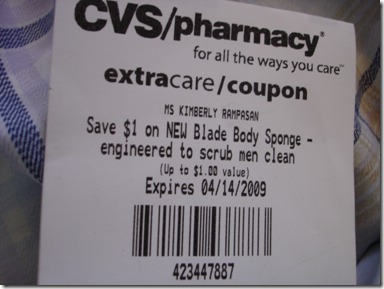 CVS/pharmacy®
for all the ways you care™
extracare/coupon
MS KIMBERLY RAMPASAN
Save $1 on NEW Blade Body Sponge -
engineered to scrub men clean
(Up to $1.00 value)
Expires 04/14/2009
423447887